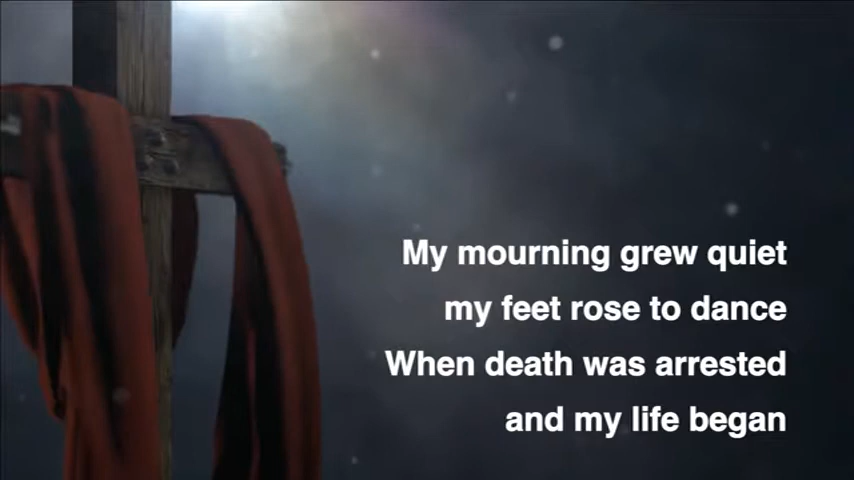 My mourning grew quiet
my feet rose to dance
When death was arrested
and my life began